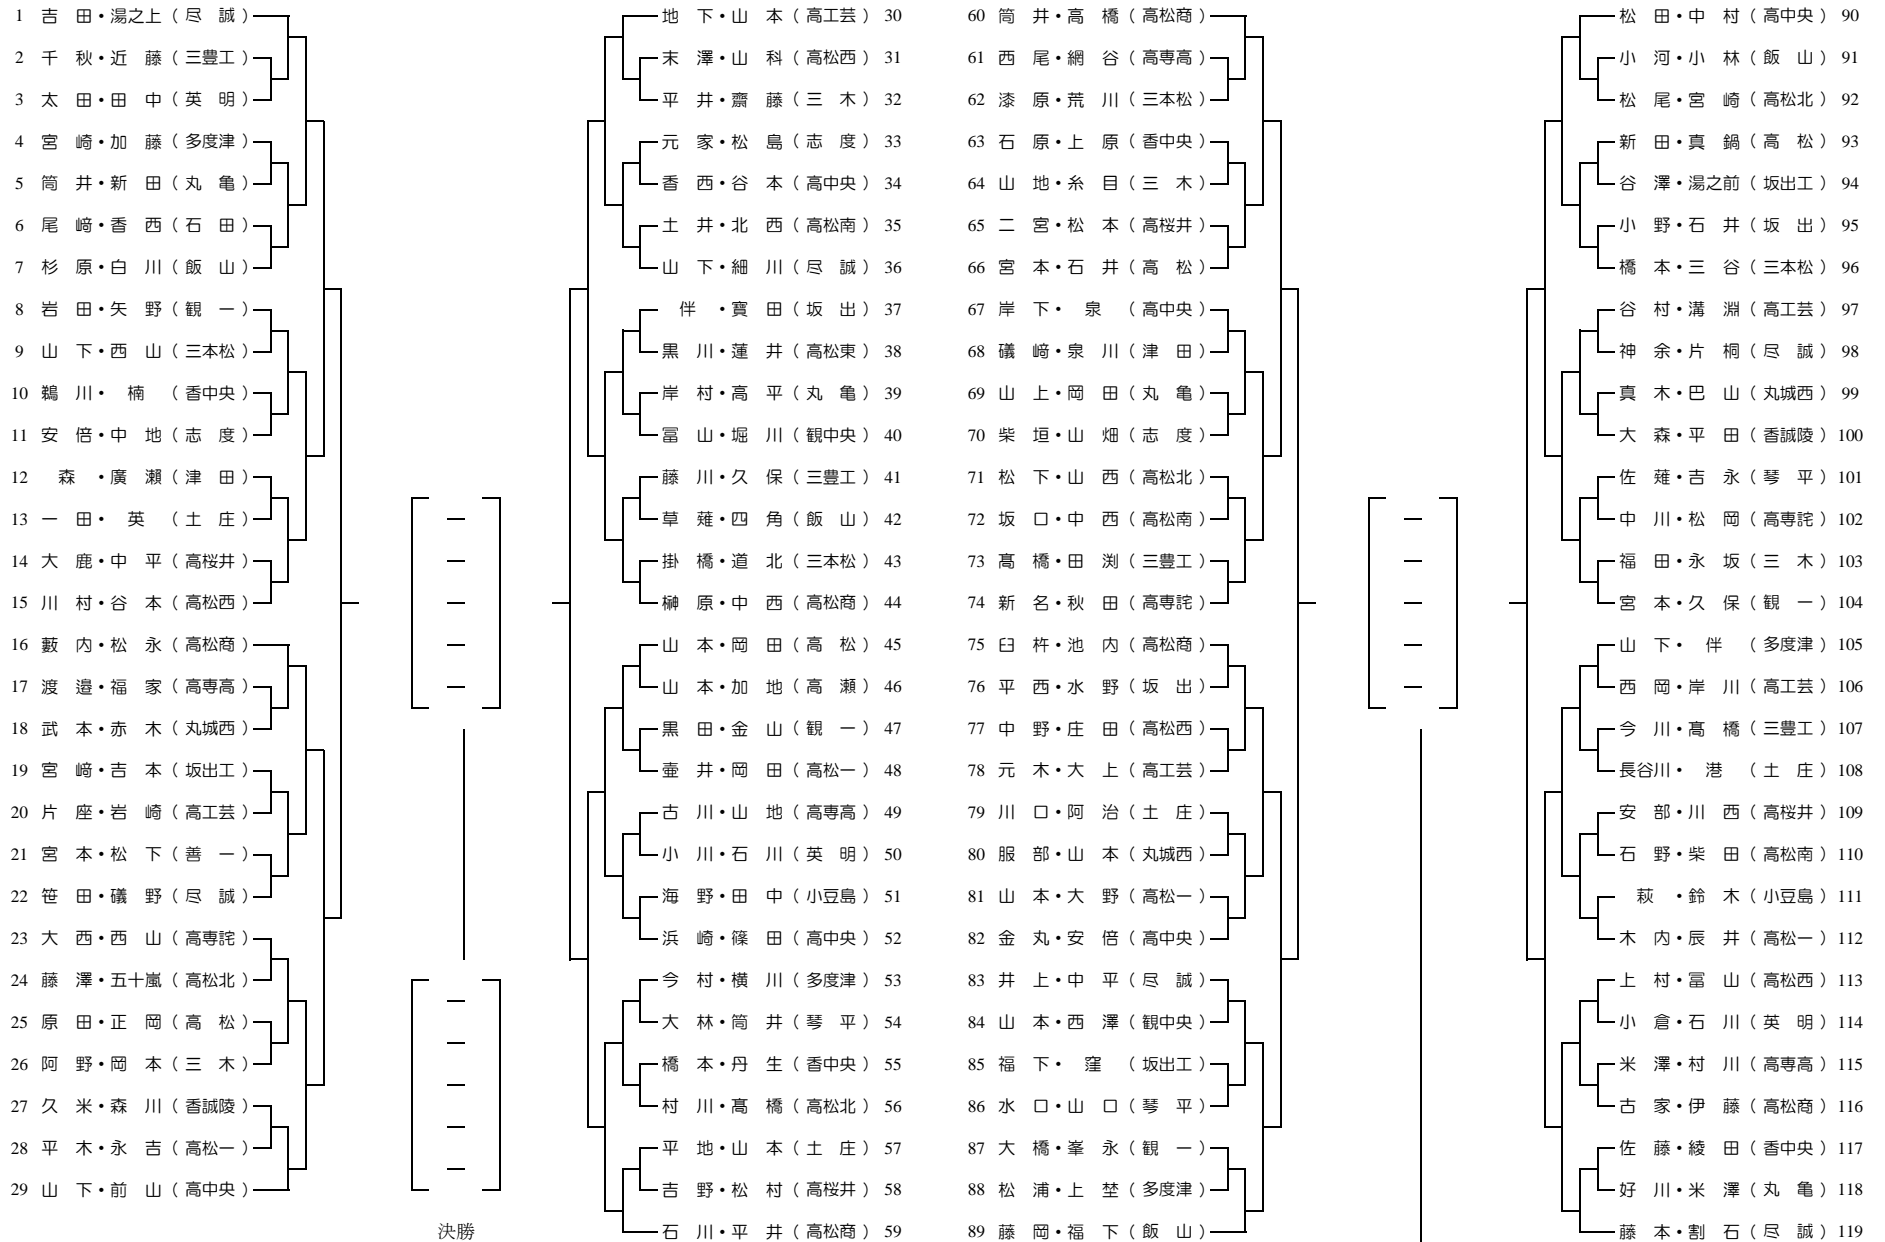 1 吉 田・湯之上 ( 尽 誠 )
2 千 秋・近 藤 ( 三豊工 )
3 太 田・田 中 ( 英 明 )
4 宮 崎・加 藤 ( 多度津 )
5 筒 井・新 田 ( 丸 亀 )
6 尾 﨑・香 西 ( 石 田 )
7 杉 原・白 川 ( 飯 山 )
8 岩 田・矢 野 ( 観 一 )
9 山 下・西 山 ( 三本松 )
10 鵜 川・ 楠 ( 香中央 )
11 安 倍・中 地 ( 志 度 )
12 森 ・廣 瀬 ( 津 田 )
13 一 田・ 英 ( 土 庄 )
14 大 鹿・中 平 ( 高桜井 )
15 川 村・谷 本 ( 高松西 )
16 藪 内・松 永 ( 高松商 )
17 渡 邉・福 家 ( 高専高 )
18 武 本・赤 木 ( 丸城西 )
19 宮 﨑・吉 本 ( 坂出工 )
20 片 座・岩 崎 ( 高工芸 )
21 宮 本・松 下 ( 善 一 )
22 笹 田・磯 野 ( 尽 誠 )
23 大 西・西 山 ( 高専詫 )
24 藤 澤・五十嵐 ( 高松北 )
25 原 田・正 岡 ( 高 松 )
26 阿 野・岡 本 ( 三 木 )
27 久 米・森 川 ( 香誠陵 )
28 平 木・永 吉 ( 高松一 )
29 山 下・前 山 ( 高中央 )
決勝
地 下・山 本 ( 高工芸 ) 30
末 澤・山 科 ( 高松西 ) 31
平 井・齋 藤 ( 三 木 ) 32
元 家・松 島 ( 志 度 ) 33
香 西・谷 本 ( 高中央 ) 34
土 井・北 西 ( 高松南 ) 35
山 下・細 川 ( 尽 誠 ) 36
伴 ・寶 田 ( 坂 出 ) 37
黒 川・蓮 井 ( 高松東 ) 38
岸 村・高 平 ( 丸 亀 ) 39
冨 山・堀 川 ( 観中央 ) 40
藤 川・久 保 ( 三豊工 ) 41
草 薙・四 角 ( 飯 山 ) 42
掛 橋・道 北 ( 三本松 ) 43
榊 原・中 西 ( 高松商 ) 44
山 本・岡 田 ( 高 松 ) 45
山 本・加 地 ( 高 瀬 ) 46
黒 田・金 山 ( 観 一 ) 47
壷 井・岡 田 ( 高松一 ) 48
古 川・山 地 ( 高専高 ) 49
小 川・石 川 ( 英 明 ) 50
海 野・田 中 ( 小豆島 ) 51
浜 崎・篠 田 ( 高中央 ) 52
今 村・横 川 ( 多度津 ) 53
大 林・筒 井 ( 琴 平 ) 54
橋 本・丹 生 ( 香中央 ) 55
村 川・髙 橋 ( 高松北 ) 56
平 地・山 本 ( 土 庄 ) 57
吉 野・松 村 ( 高桜井 ) 58
石 川・平 井 ( 高松商 ) 59
60 筒 井・高 橋 ( 高松商 )
61 西 尾・網 谷 ( 高専高 )
62 漆 原・荒 川 ( 三本松 )
63 石 原・上 原 ( 香中央 )
64 山 地・糸 目 ( 三 木 )
65 二 宮・松 本 ( 高桜井 )
66 宮 本・石 井 ( 高 松 )
67 岸 下・ 泉 ( 高中央 )
68 磯 﨑・泉 川 ( 津 田 )
69 山 上・岡 田 ( 丸 亀 )
70 柴 垣・山 畑 ( 志 度 )
71 松 下・山 西 ( 高松北 )
72 坂 口・中 西 ( 高松南 )
73 髙 橋・田 渕 ( 三豊工 )
74 新 名・秋 田 ( 高専詫 )
75 臼 杵・池 内 ( 高松商 )
76 平 西・水 野 ( 坂 出 )
77 中 野・庄 田 ( 高松西 )
78 元 木・大 上 ( 高工芸 )
79 川 口・阿 治 ( 土 庄 )
80 服 部・山 本 ( 丸城西 )
81 山 本・大 野 ( 高松一 )
82 金 丸・安 倍 ( 高中央 )
83 井 上・中 平 ( 尽 誠 )
84 山 本・西 澤 ( 観中央 )
85 福 下・ 窪 ( 坂出工 )
86 水 口・山 口 ( 琴 平 )
87 大 橋・峯 永 ( 観 一 )
88 松 浦・上 埜 ( 多度津 )
89 藤 岡・福 下 ( 飯 山 )
松 田・中 村 ( 高中央 ) 90
小 河・小 林 ( 飯 山 ) 91
松 尾・宮 崎 ( 高松北 ) 92
新 田・真 鍋 ( 高 松 ) 93
谷 澤・湯之前 ( 坂出工 ) 94
小 野・石 井 ( 坂 出 ) 95
橋 本・三 谷 ( 三本松 ) 96
谷 村・溝 淵 ( 高工芸 ) 97
神 余・片 桐 ( 尽 誠 ) 98
真 木・巴 山 ( 丸城西 ) 99
大 森・平 田 ( 香誠陵 ) 100
佐 薙・吉 永 ( 琴 平 ) 101
中 川・松 岡 ( 高専詫 ) 102
福 田・永 坂 ( 三 木 ) 103
宮 本・久 保 ( 観 一 ) 104
山 下・ 伴 ( 多度津 ) 105
西 岡・岸 川 ( 高工芸 ) 106
今 川・髙 橋 ( 三豊工 ) 107
長谷川・ 港 ( 土 庄 ) 108
安 部・川 西 ( 高桜井 ) 109
石 野・柴 田 ( 高松南 ) 110
萩 ・鈴 木 ( 小豆島 ) 111
木 内・辰 井 ( 高松一 ) 112
上 村・冨 山 ( 高松西 ) 113
小 倉・石 川 ( 英 明 ) 114
米 澤・村 川 ( 高専高 ) 115
古 家・伊 藤 ( 高松商 ) 116
佐 藤・綾 田 ( 香中央 ) 117
好 川・米 澤 ( 丸 亀 ) 118
藤 本・割 石 ( 尽 誠 ) 119